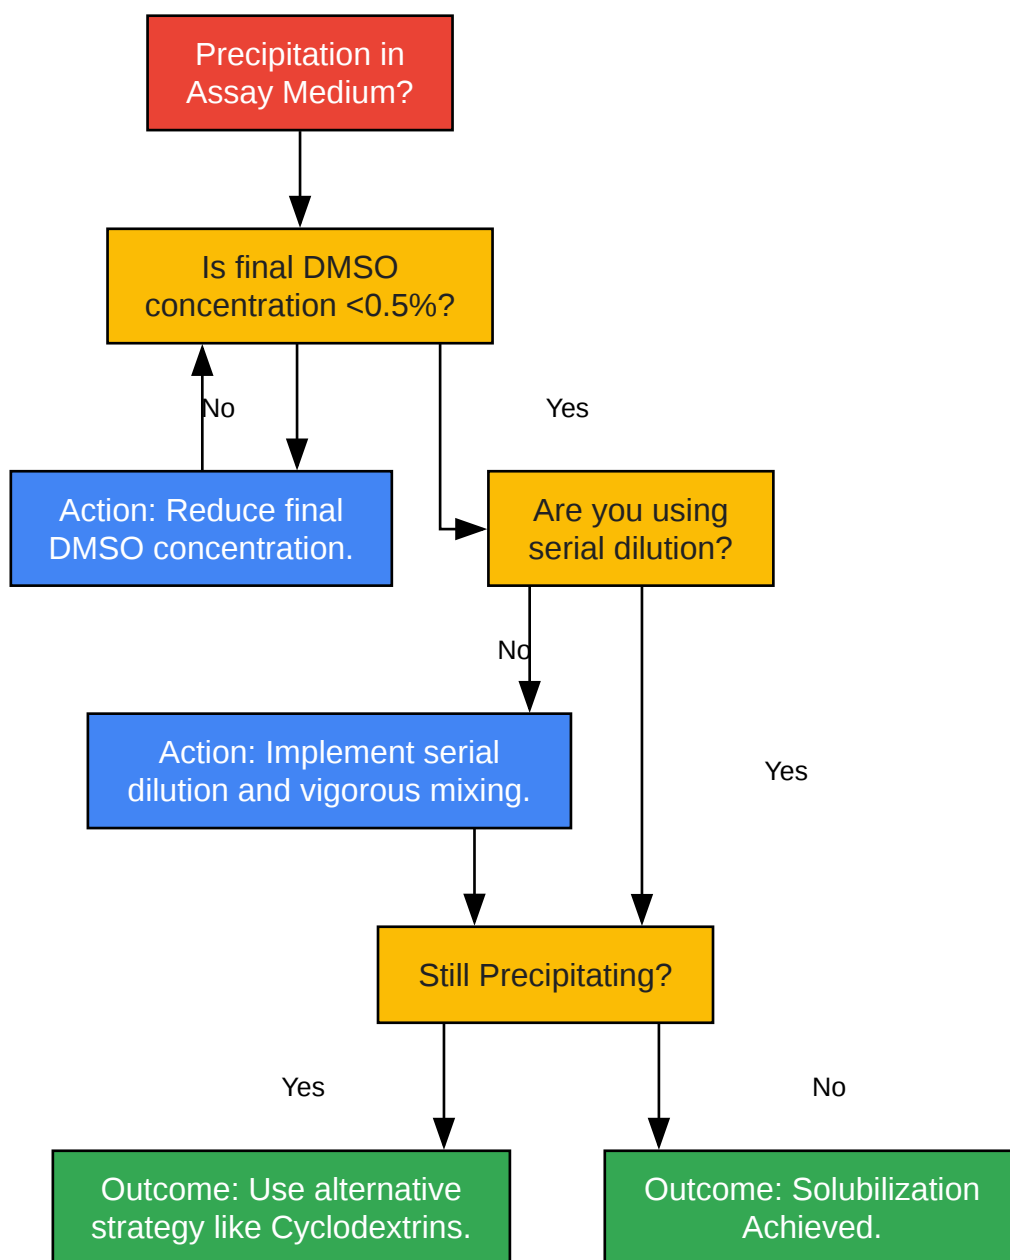 Precipitation in
Assay Medium?
Is final DMSO
concentration <0.5%?
No
Yes
Action: Reduce final
DMSO concentration.
Are you using
serial dilution?
No
Action: Implement serial
dilution and vigorous mixing.
Yes
Still Precipitating?
Yes
No
Outcome: Use alternative
strategy like Cyclodextrins.
Outcome: Solubilization
Achieved.